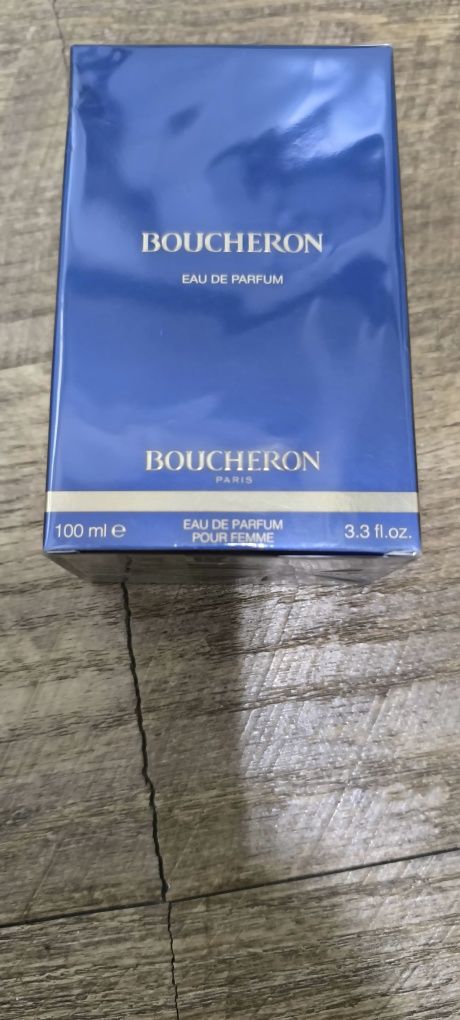 BOUCHERON
EAU DE PARFUM
BOUCHERON
PARIS
100 ml ℮ EAU DE PARFUM 3.3 fl.oz.
POUR FEMME